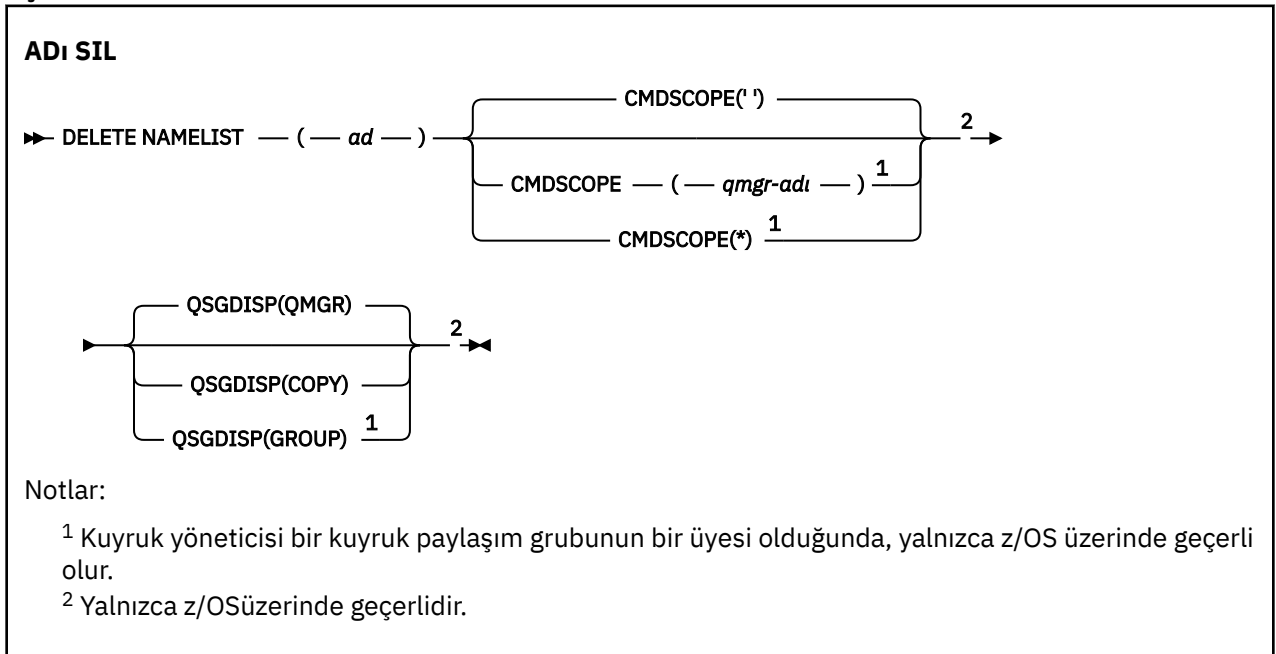 ADı SIL
CMDSCOPE(' ')
DELETE NAMELIST ( ad ) 2
CMDSCOPE ( qmgr-adı ) 1
CMDSCOPE(*) 1
QSGDISP(QMGR)
2
QSGDISP(COPY)
QSGDISP(GROUP) 1
Notlar:
1 Kuyruk yöneticisi bir kuyruk paylaşım grubunun bir üyesi olduğunda, yalnızca z/OS üzerinde geçerli
olur.
2 Yalnızca z/OSüzerinde geçerlidir.